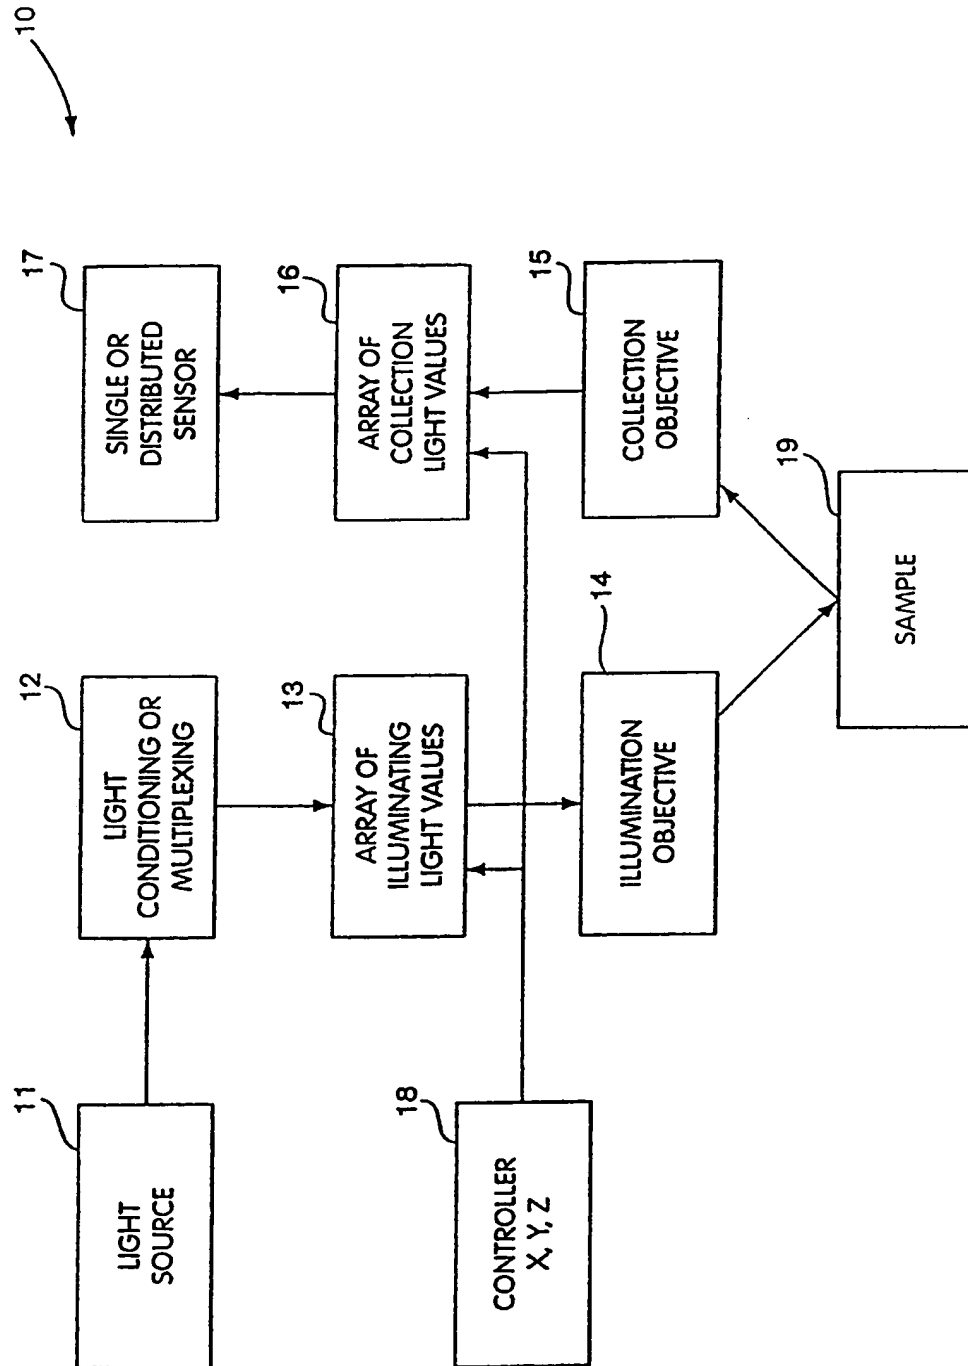 11
LIGHT
SOURCE
12
LIGHT
CONDITIONING OR
MULTIPLEXING
17
SINGLE OR
DISTRIBUTED
SENSOR
10
13
ARRAY OF
ILLUMINATING
LIGHT VALUES
16
ARRAY OF
COLLECTION
LIGHT VALUES
18
CONTROLLER
X, Y, Z
14
ILLUMINATION
OBJECTIVE
15
COLLECTION
OBJECTIVE
19
SAMPLE